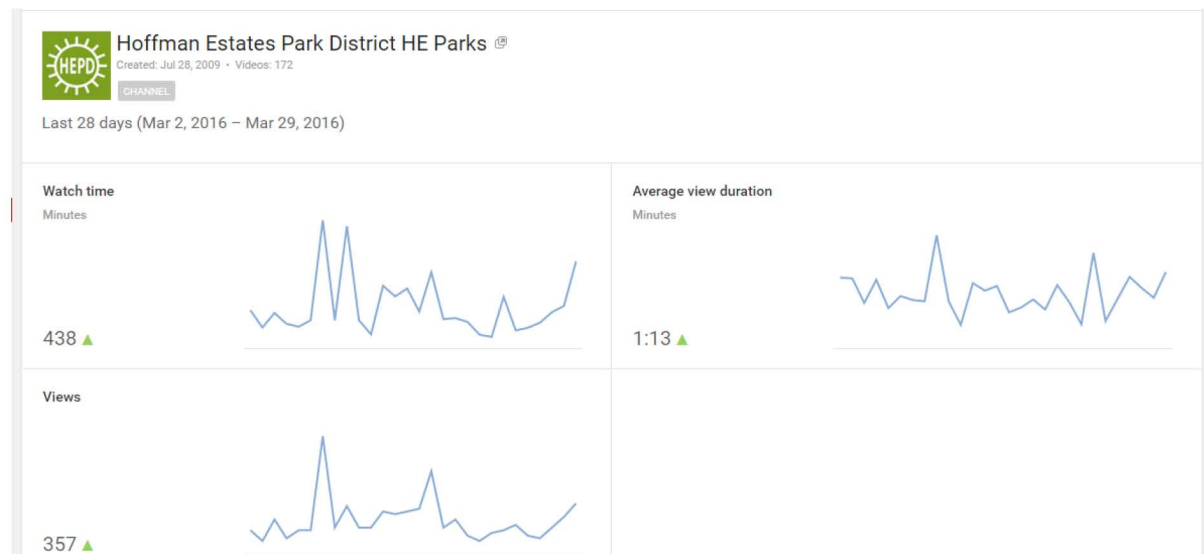 HEPD
Hoffman Estates Park District HE Parks
Created: Jul 28, 2009 • Videos: 172
CHANNEL
Last 28 days (Mar 2, 2016 – Mar 29, 2016)
Watch time
Minutes
438
Average view duration
Minutes
1:13
Views
357